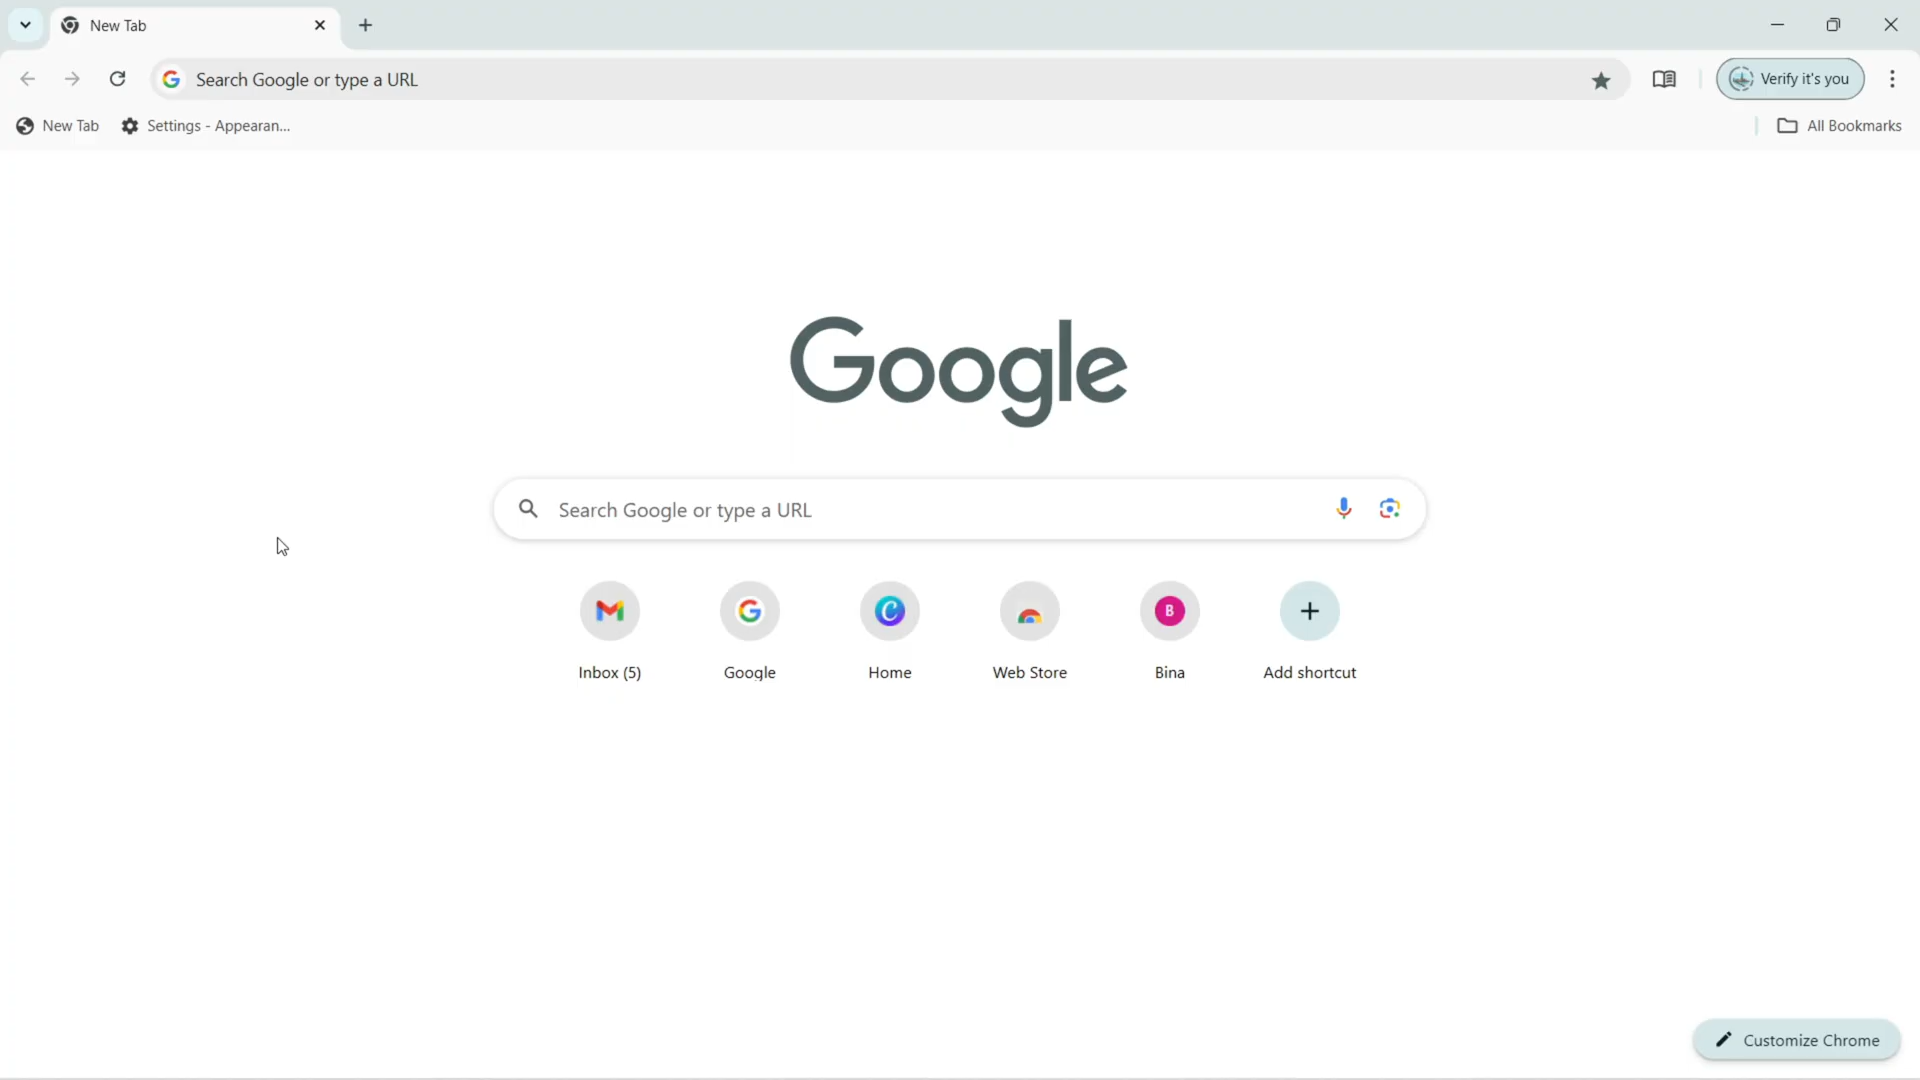 New Tab
Search Google or type a URL
Verify it's you
New Tab
Settings - Appearan...
All Bookmarks
Google
Search Google or type a URL
Inbox (5)
Google
Home
Web Store
B
Bina
Add shortcut
Customize Chrome